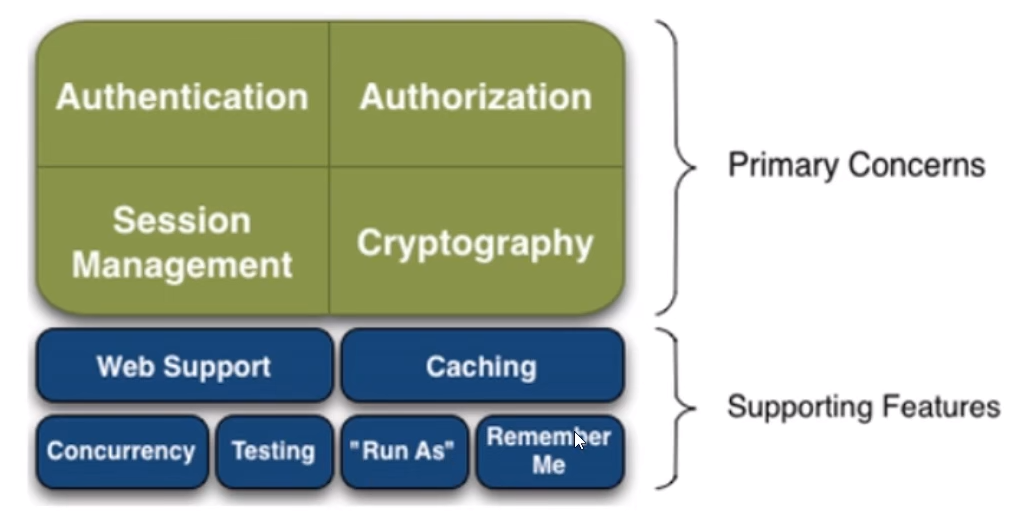 Authentication
Authorization
Session
Management
Cryptography
Primary Concerns
Web Support
Caching
Concurrency
Testing
"Run As"
Remember
Me
Supporting Features